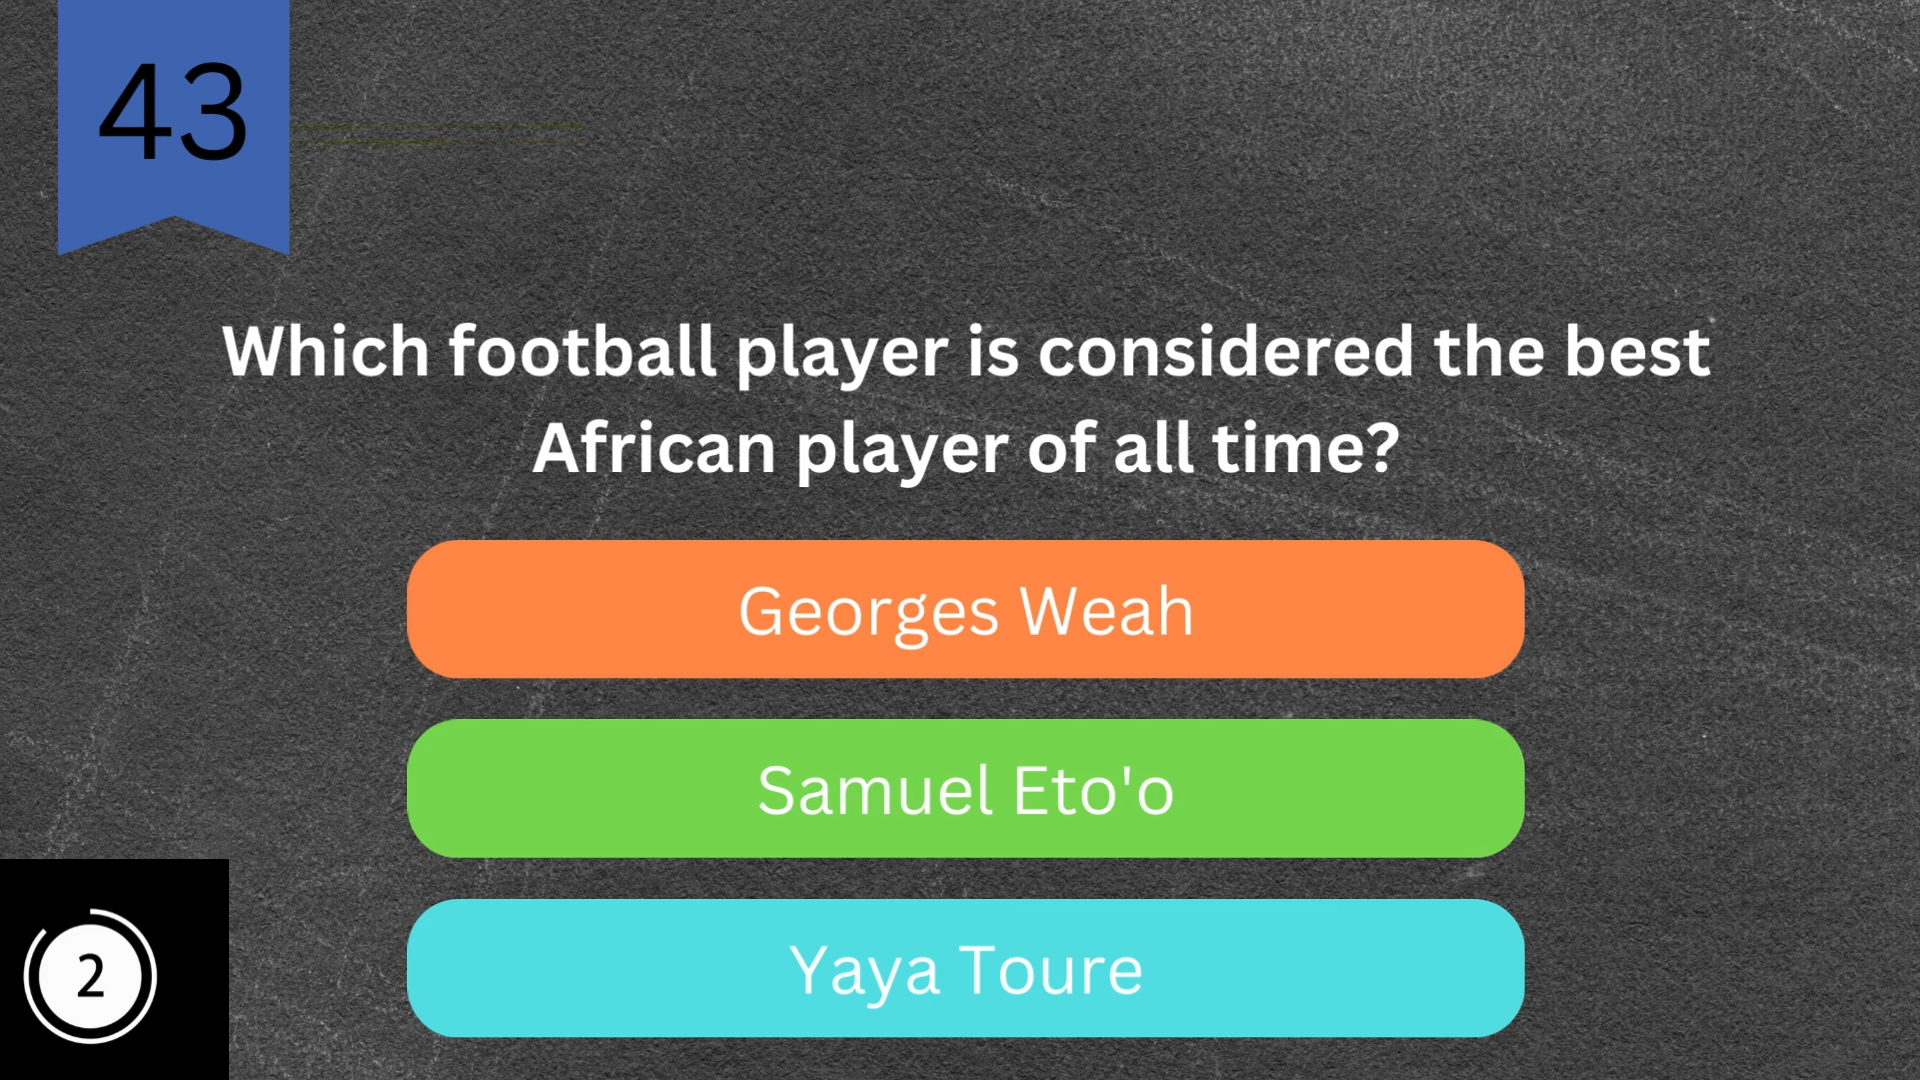 43
Which football player is considered the best
African player of all time?
Georges Weah
Samuel Eto'o
Yaya Toure
2